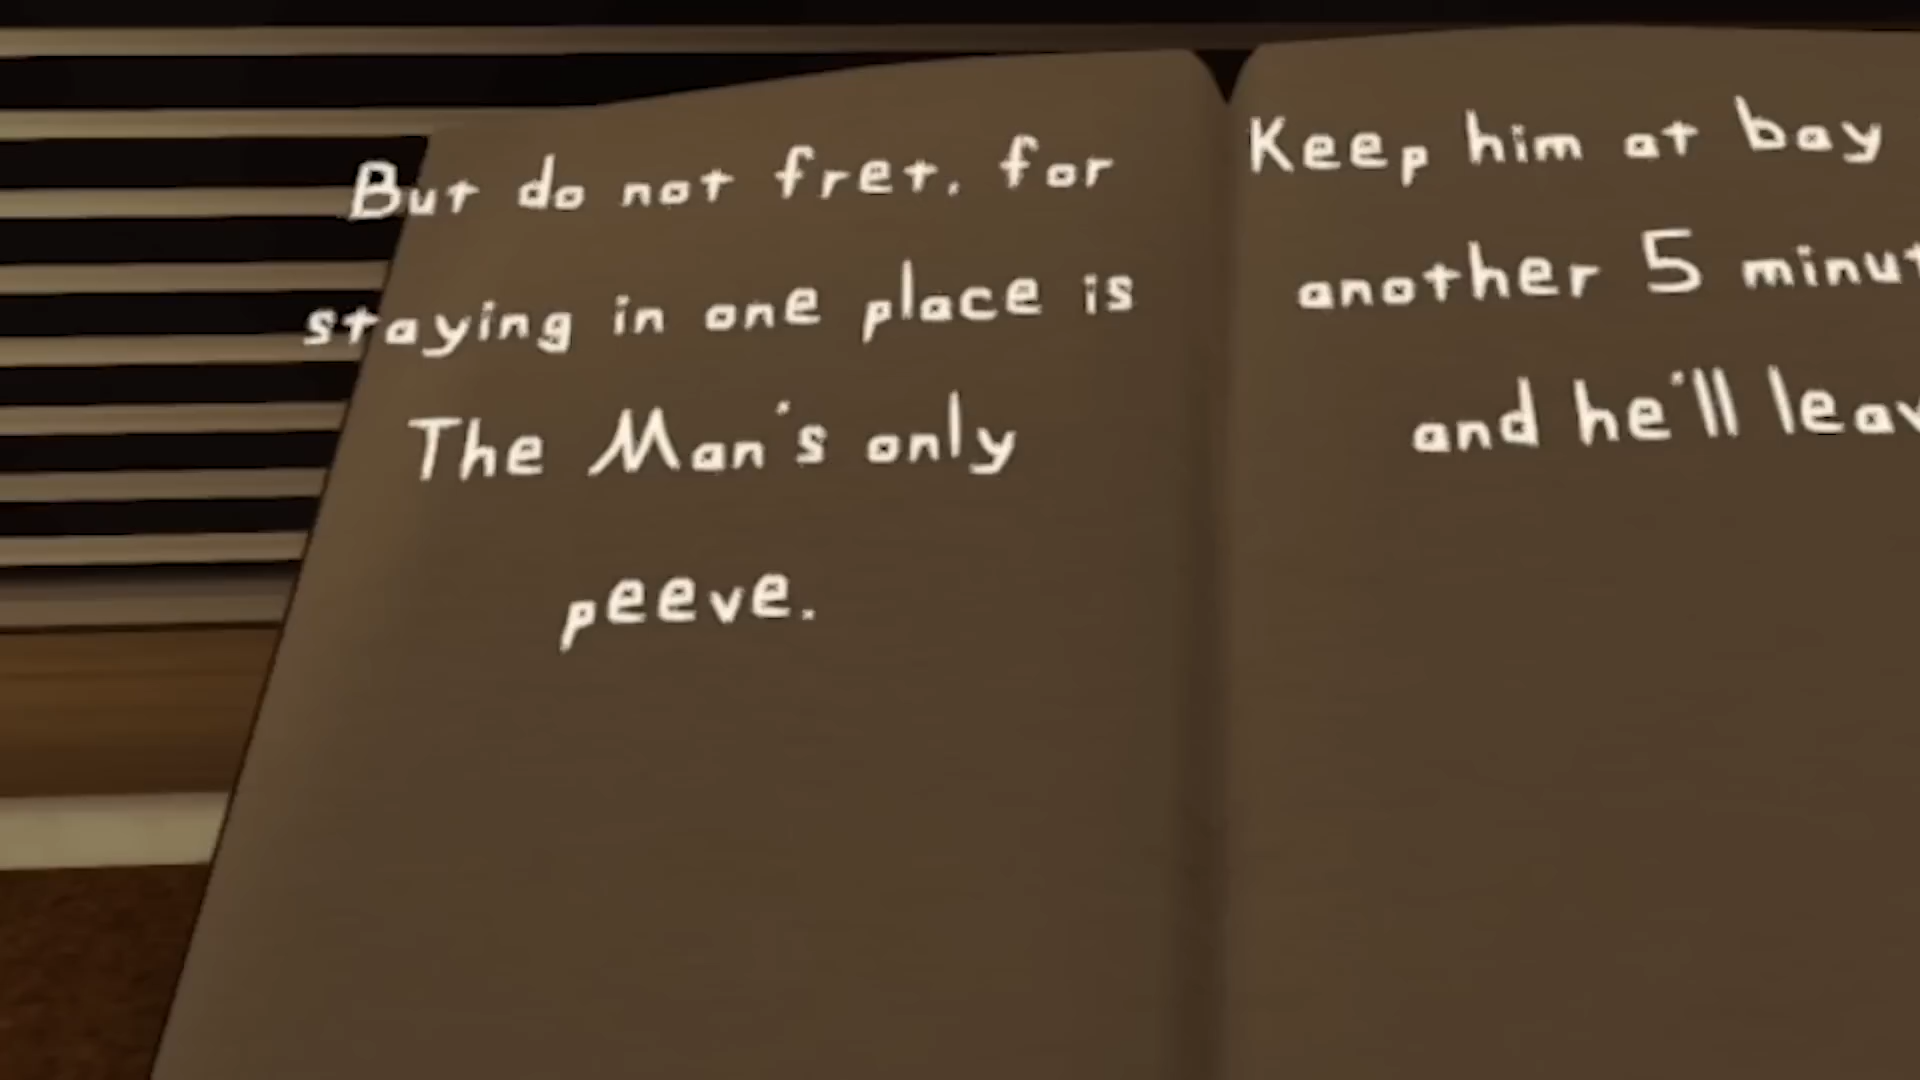 But do not fret, for
staying in one place is
The Man's only
peeve.
Keep him at bay
another 5
and he'll